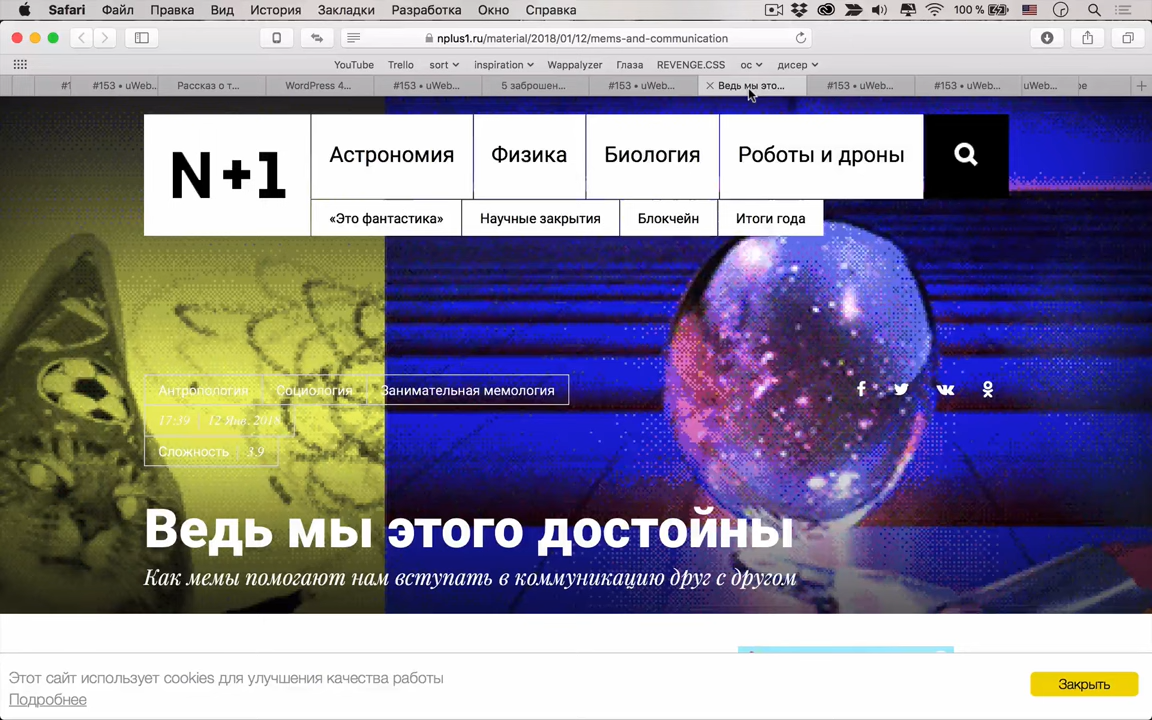 Safari Файл Правка Вид История Закладки Разработка Окно Справка 100 %
nplus1.ru/material/2018/01/12/mems-and-communication
YouTube Trello sort inspiration Wappalyzer Глаза REVENGE.CSS ос дисер
#1 #153 • uWeb... Рассказ о т... WordPress 4... #153 • uWeb... 5 заброшен... #153 • uWeb... Ведь мы это... #153 • uWeb... #153 • uWeb... uWeb...
N+1 Астрономия Физика Биология Роботы и дроны
«Это фантастика» Научные закрытия Блокчейн Итоги года
Антропология Социология Занимательная мемология
17:39 12 Янв. 2018
Сложность 3.9
Ведь мы этого достойны
Как мемы помогают нам вступать в коммуникацию друг с другом
Этот сайт использует cookies для улучшения качества работы
Подробнее
Закрыть